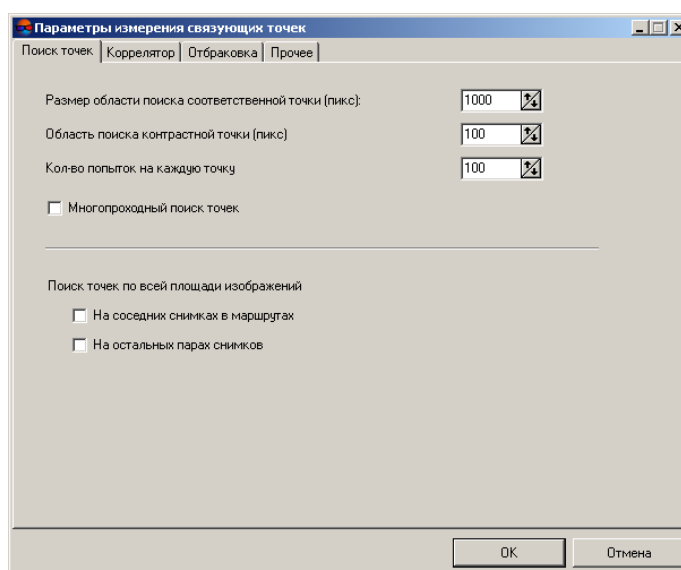 Параметры измерения связующих точек
Поиск точек Коррелятор Отбраковка Прочее
Размер области поиска соответственной точки (пикс): 1000
Область поиска контрастной точки (пикс) 100
Кол-во попыток на каждую точку 100
Многопроходный поиск точек
Поиск точек по всей площади изображений
На соседних снимках в маршрутах
На остальных парах снимков
OK Отмена